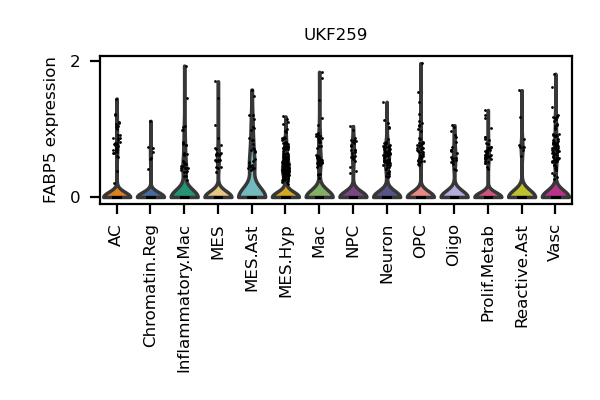 UKF259
FABP5 expression
2
0
AC
Chromatin.Reg
Inflammatory.Mac
MES
MES.Ast
MES.Hyp
Mac
NPC
Neuron
OPC
Oligo
Prolif.Metab
Reactive.Ast
Vasc